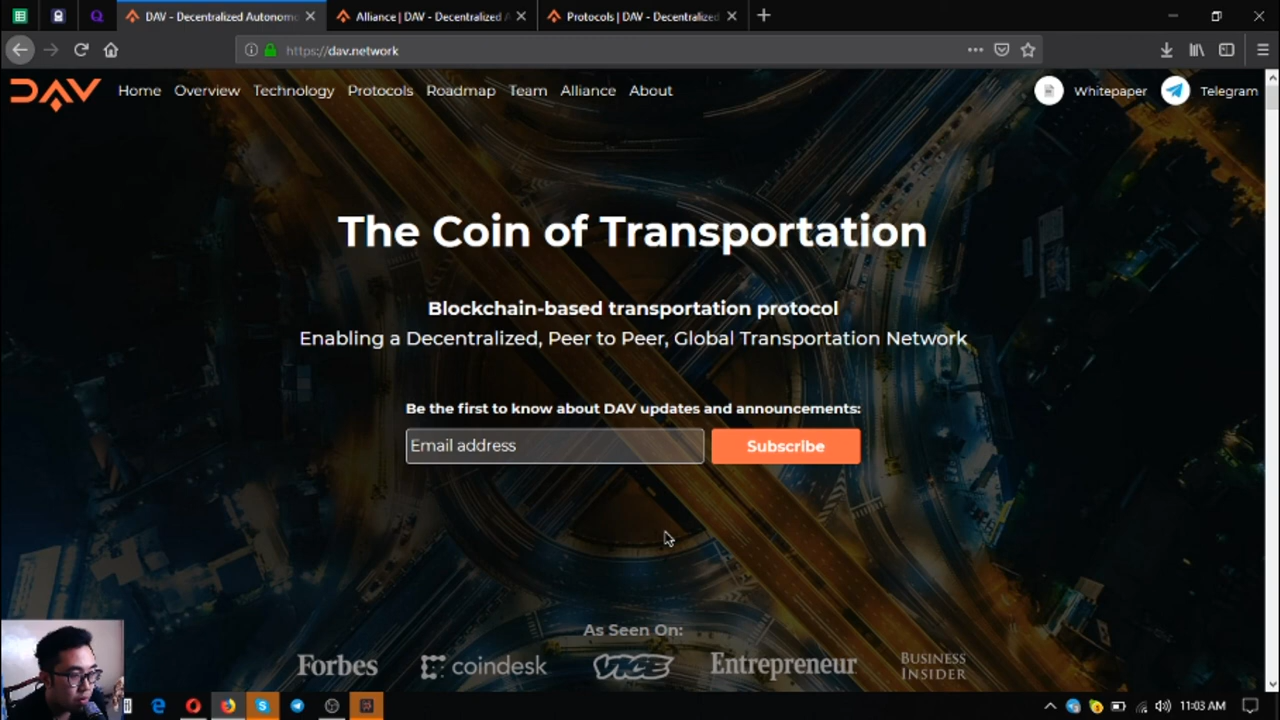 DAV - Decentralized Autonomo
Alliance | DAV - Decentralized A
Protocols | DAV - Decentralized
https://dav.network
DAV
Home Overview Technology Protocols Roadmap Team Alliance About
Whitepaper Telegram
The Coin of Transportation
Blockchain-based transportation protocol
Enabling a Decentralized, Peer to Peer, Global Transportation Network
Be the first to know about DAV updates and announcements:
Email address Subscribe
As Seen On:
Forbes coindesk VICE Entrepreneur BUSINESS INSIDER
11:03 AM